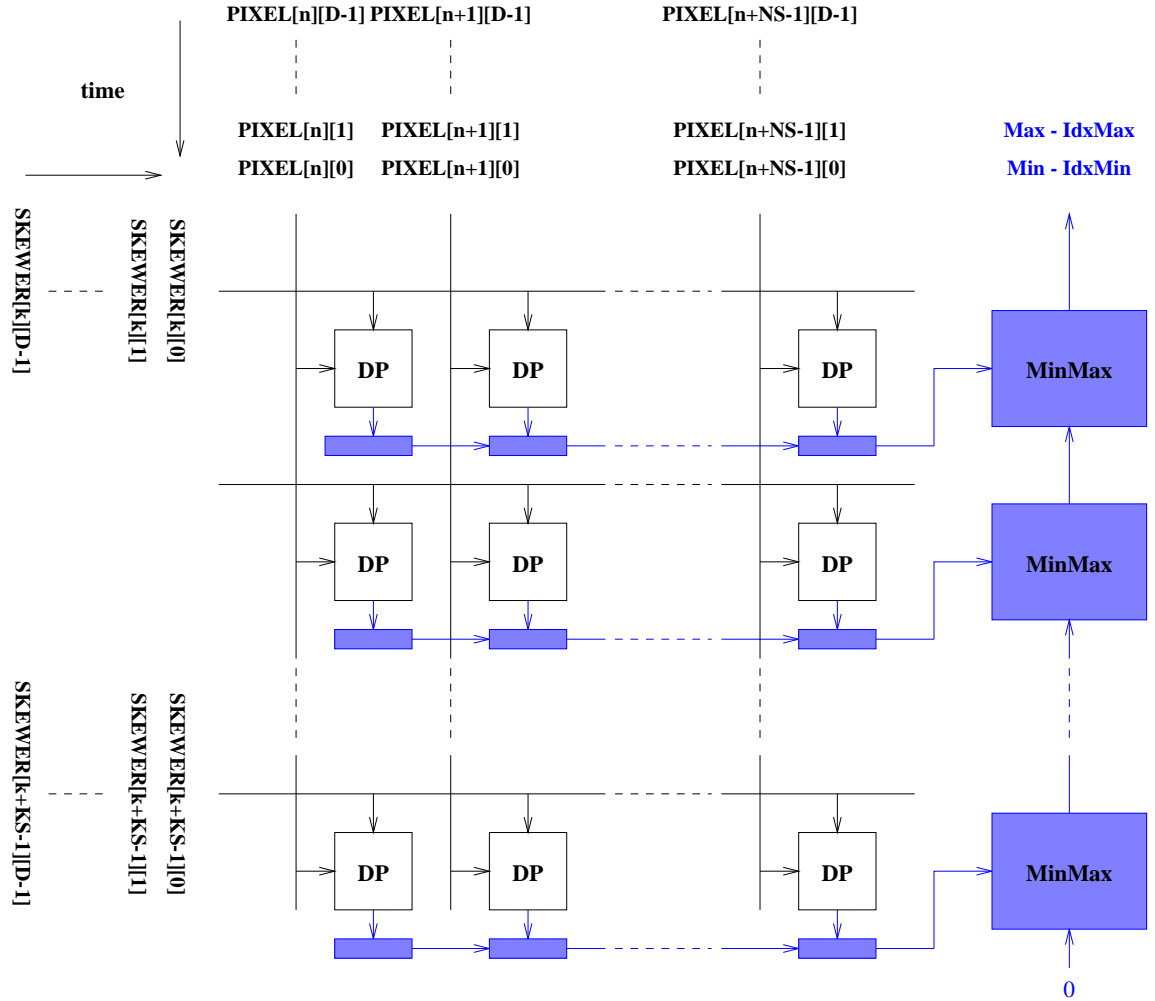 PIXEL[n][D-1] PIXEL[n+1][D-1] PIXEL[n+NS-1][D-1]
time
PIXEL[n][1] PIXEL[n+1][1] PIXEL[n+NS-1][1] Max - IdxMax
PIXEL[n][0] PIXEL[n+1][0] PIXEL[n+NS-1][0] Min - IdxMin
SKEWER[k][D-1]
SKEWER[k][1]
SKEWER[k][0]
DP DP DP MinMax
DP DP DP MinMax
SKEWER[k+KS-1][D-1]
SKEWER[k+KS-1][1]
SKEWER[k+KS-1][0]
DP DP DP MinMax
0